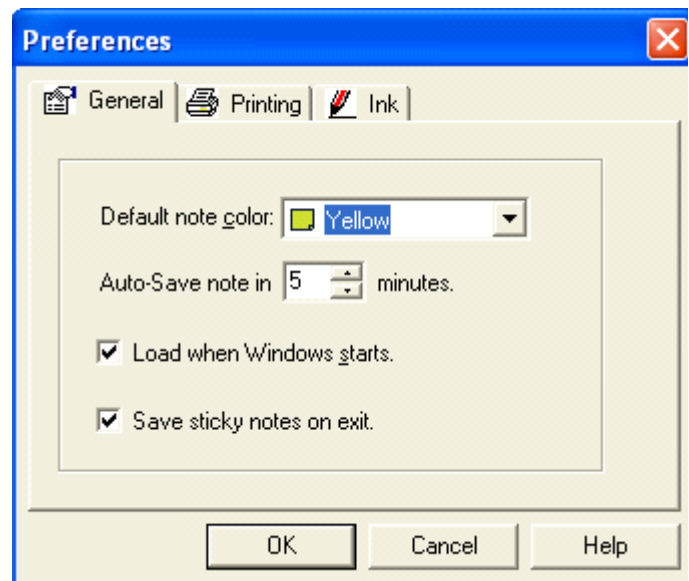 Preferences
General Printing Ink
Default note color: Yellow
Auto-Save note in 5 minutes.
Load when Windows starts.
Save sticky notes on exit.
OK Cancel Help